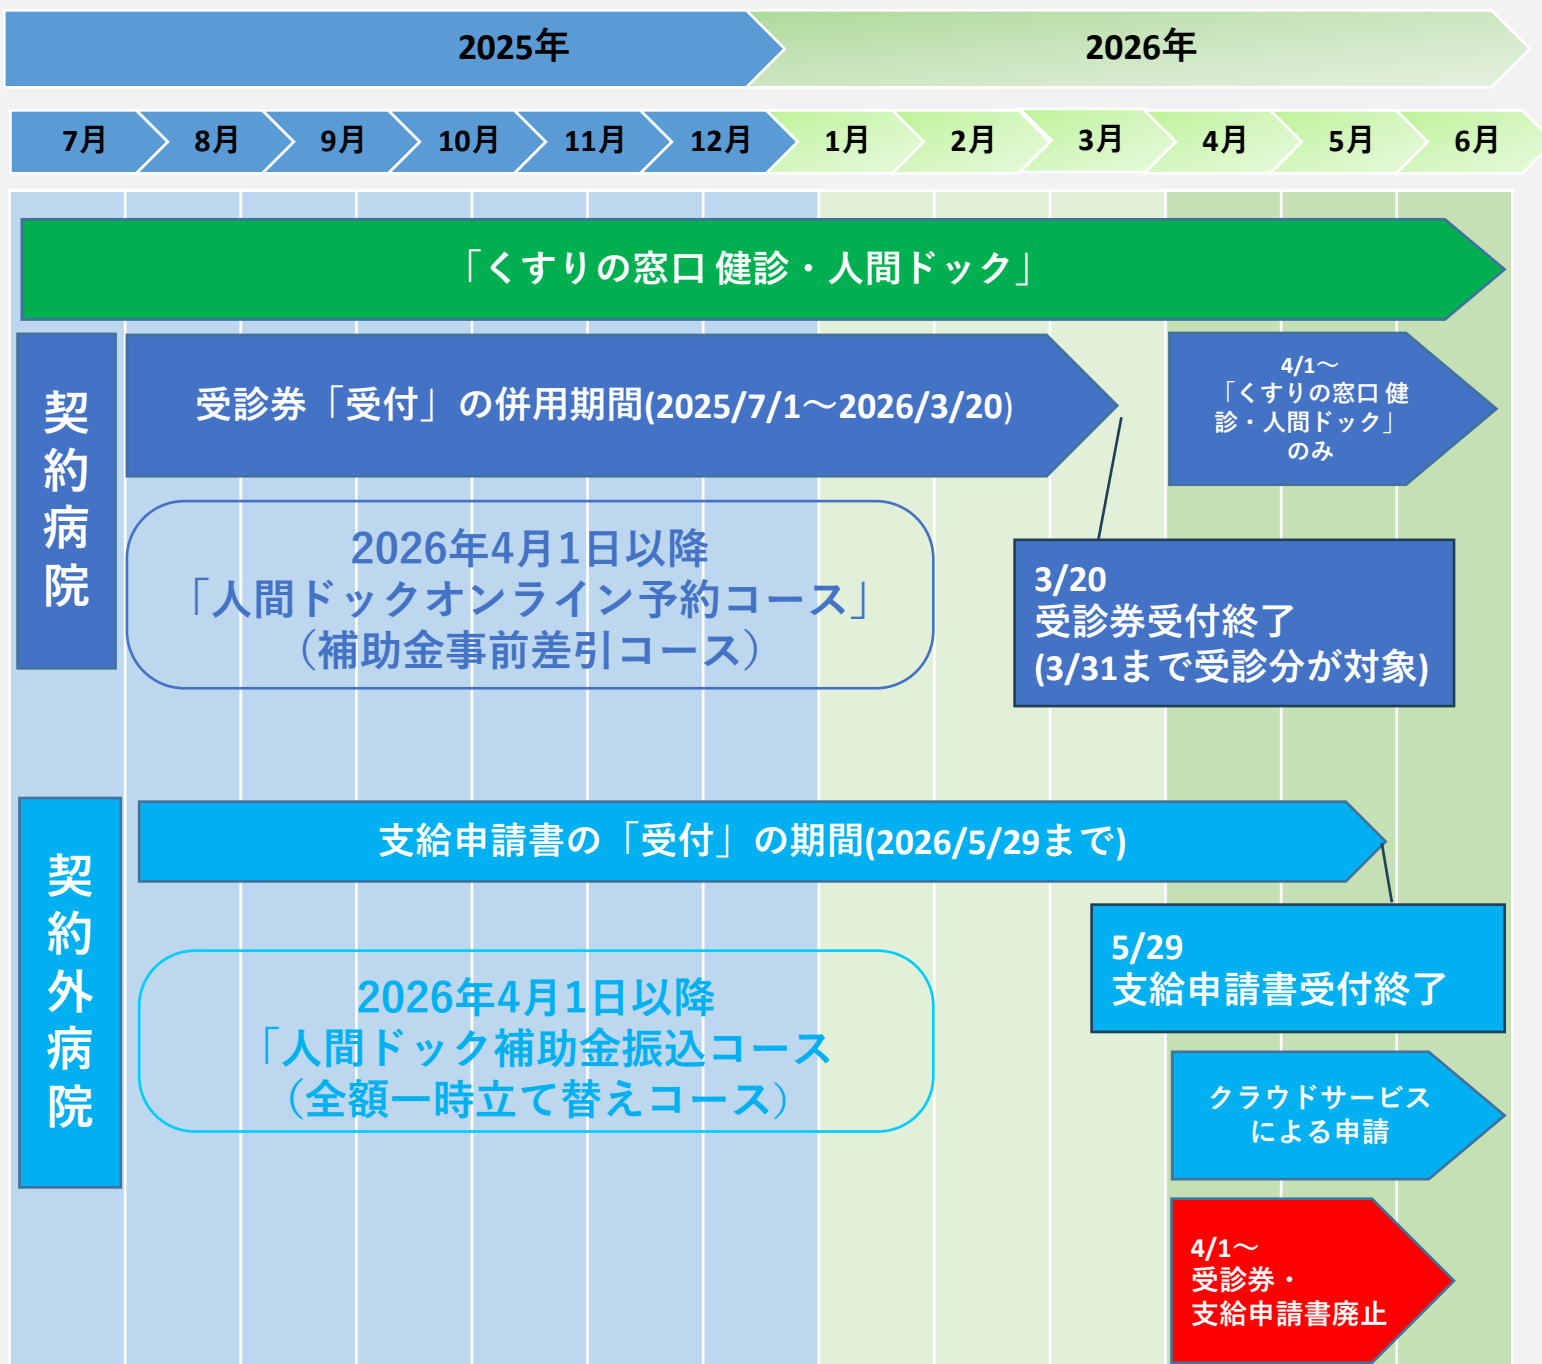 2025年
2026年
7月
8月
9月
10月
11月
12月
1月
2月
3月
4月
5月
6月
「くすりの窓口 健診・人間ドック」
契約病院
受診券「受付」の併用期間(2025/7/1～2026/3/20)
4/1～
「くすりの窓口 健
診・人間ドック」
のみ
2026年4月1日以降
「人間ドックオンライン予約コース」
（補助金事前差引コース）
3/20
受診券受付終了
(3/31まで受診分が対象)
契約外病院
支給申請書の「受付」の期間(2026/5/29まで)
5/29
支給申請書受付終了
2026年4月1日以降
「人間ドック補助金振込コース
（全額一時立て替えコース）
クラウドサービス
による申請
4/1～
受診券・
支給申請書廃止